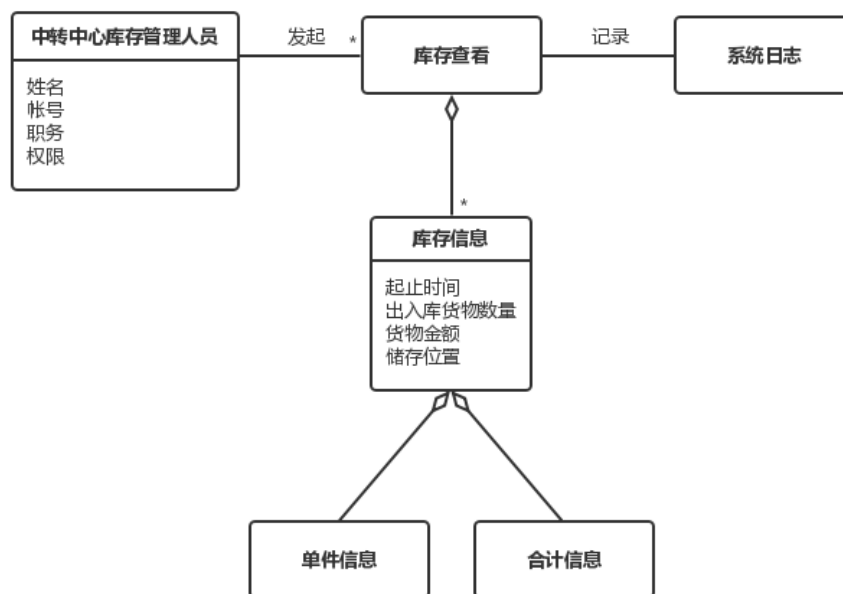 中转中心库存管理人员
姓名
帐号
职务
权限
发起
*
库存查看
记录
系统日志
*
库存信息
起止时间
出入库货物数量
货物金额
储存位置
单件信息
合计信息